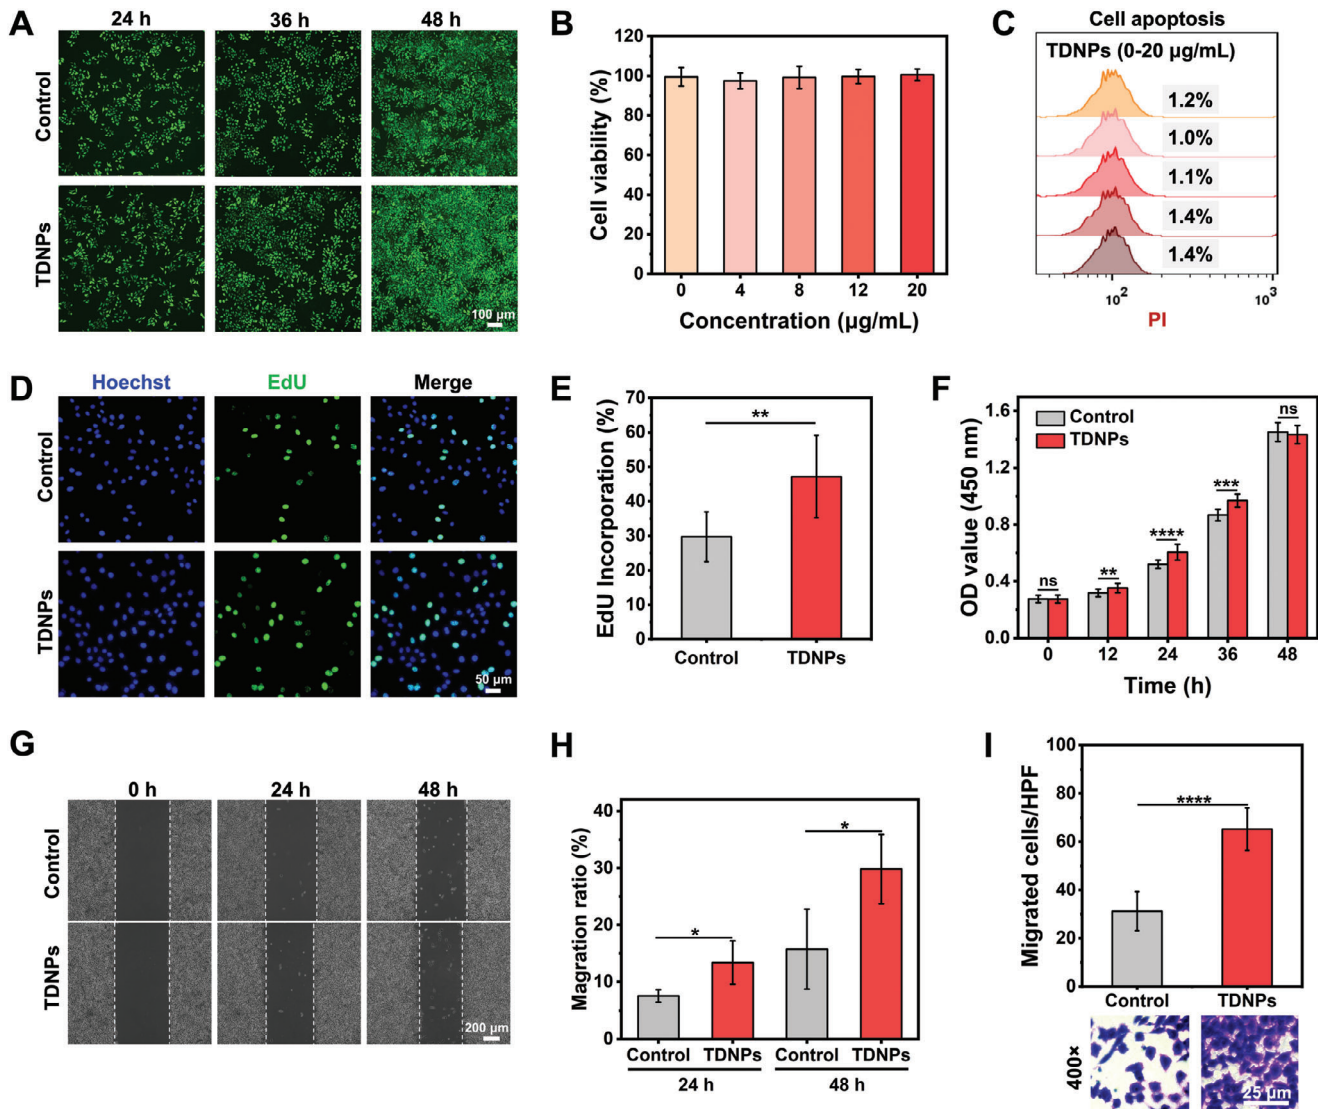 A
24 h
36 h
48 h
Control
TDNPs
100 μm
B
Cell viability (%)
120
100
80
60
40
20
0
0
4
8
12
20
Concentration (μg/mL)
C
Cell apoptosis
TDNPs (0-20 μg/mL)
1.2%
1.0%
1.1%
1.4%
1.4%
10²
10³
PI
D
Hoechst
EdU
Merge
Control
TDNPs
50 μm
E
EdU Incorporation (%)
70
60
50
40
30
20
10
0
**
Control
TDNPs
F
OD value (450 nm)
1.6
1.2
0.8
0.4
0.0
Control
TDNPs
ns
**
****
***
ns
0
12
24
36
48
Time (h)
G
0 h
24 h
48 h
Control
TDNPs
200 μm
H
Magration ratio (%)
40
30
20
10
0
*
*
Control
TDNPs
Control
TDNPs
24 h
48 h
I
Migrated cells/HPF
100
80
60
40
20
0
****
Control
TDNPs
400×
25 μm